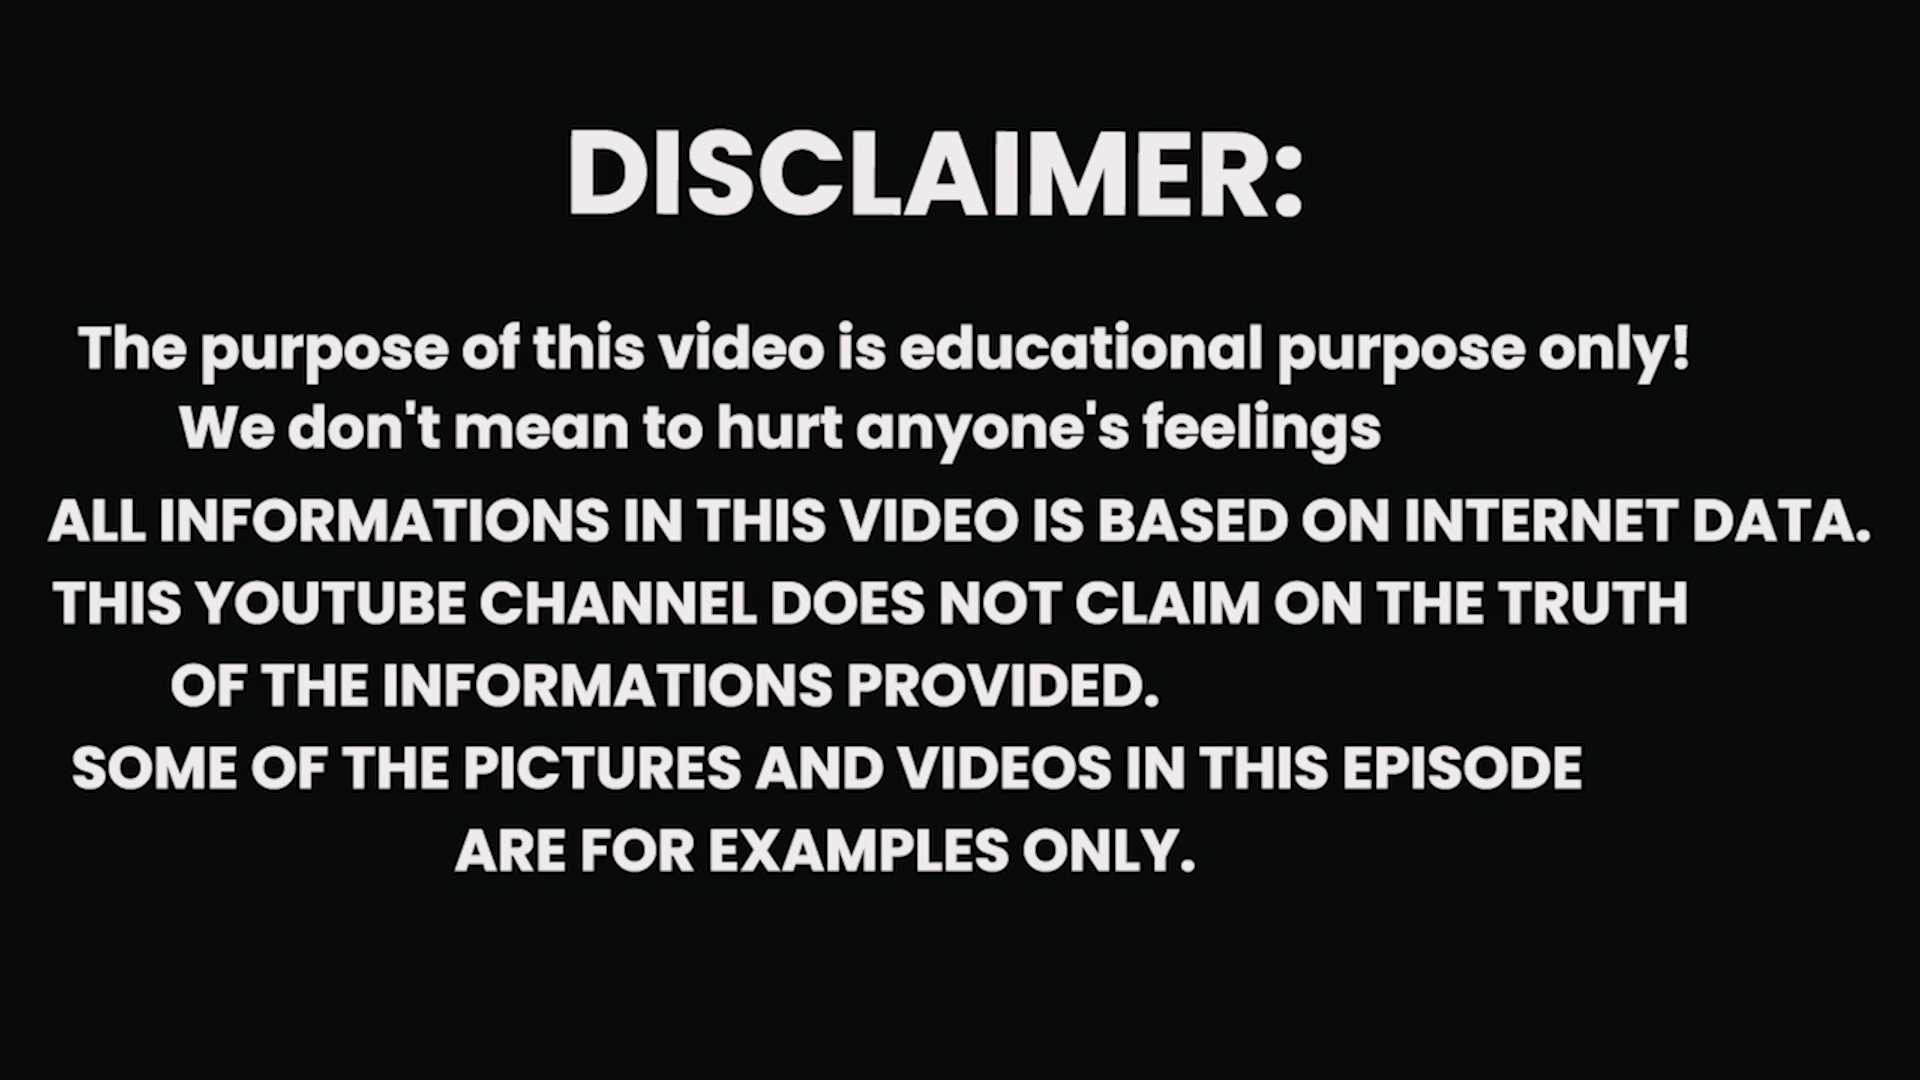 DISCLAIMER:
The purpose of this video is educational purpose only!
We don't mean to hurt anyone's feelings
ALL INFORMATIONS IN THIS VIDEO IS BASED ON INTERNET DATA.
THIS YOUTUBE CHANNEL DOES NOT CLAIM ON THE TRUTH
OF THE INFORMATIONS PROVIDED.
SOME OF THE PICTURES AND VIDEOS IN THIS EPISODE
ARE FOR EXAMPLES ONLY.